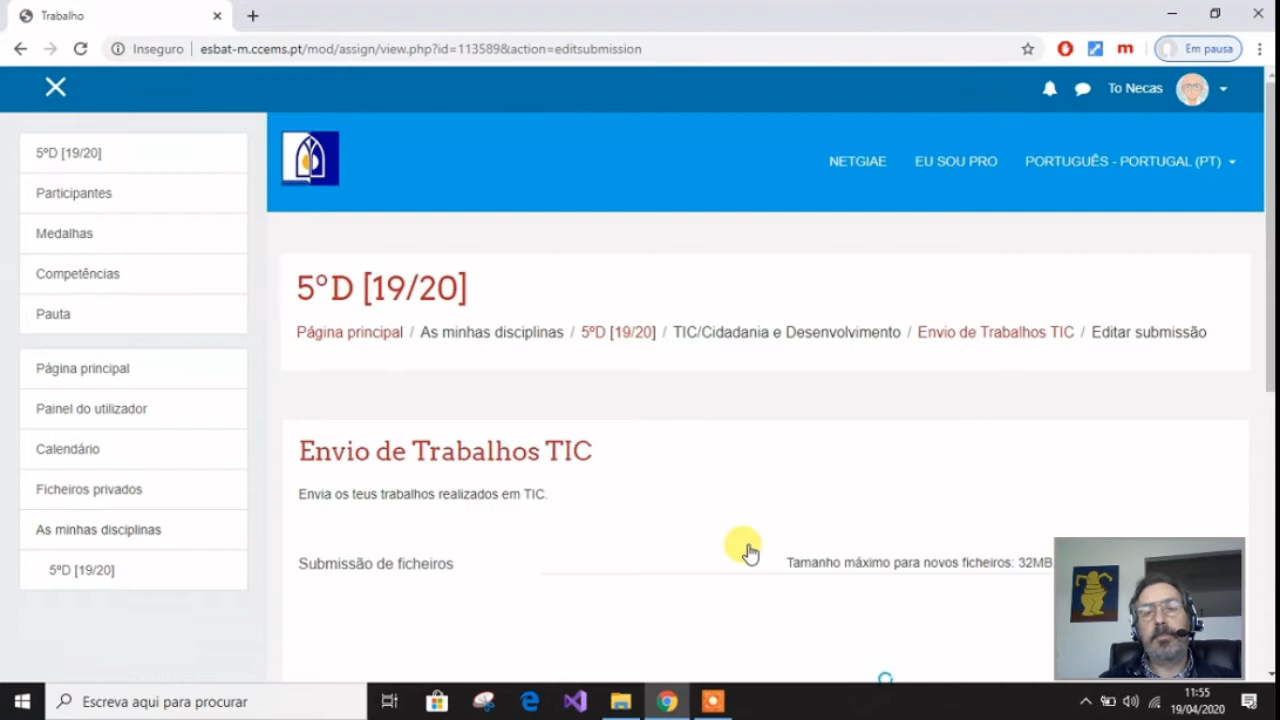 Trabalho
Inseguro
esbat-m.ccems.pt/mod/assign/view.php?id=113589&action=editsubmission
m
Em pausa
To Necas
NETGIAE
EU SOU PRO
PORTUGUÊS - PORTUGAL (PT)
5ºD [19/20]
Participantes
Medalhas
Competências
Pauta
Página principal
Painel do utilizador
Calendário
Ficheiros privados
As minhas disciplinas
5ºD [19/20]
5ºD [19/20]
Página principal / As minhas disciplinas / 5ºD [19/20] / TIC/Cidadania e Desenvolvimento / Envio de Trabalhos TIC / Editar submissão
Envio de Trabalhos TIC
Envia os teus trabalhos realizados em TIC.
Submissão de ficheiros
Tamanho máximo para novos ficheiros: 32MB
Escreva aqui para procurar
11:55
19/04/2020